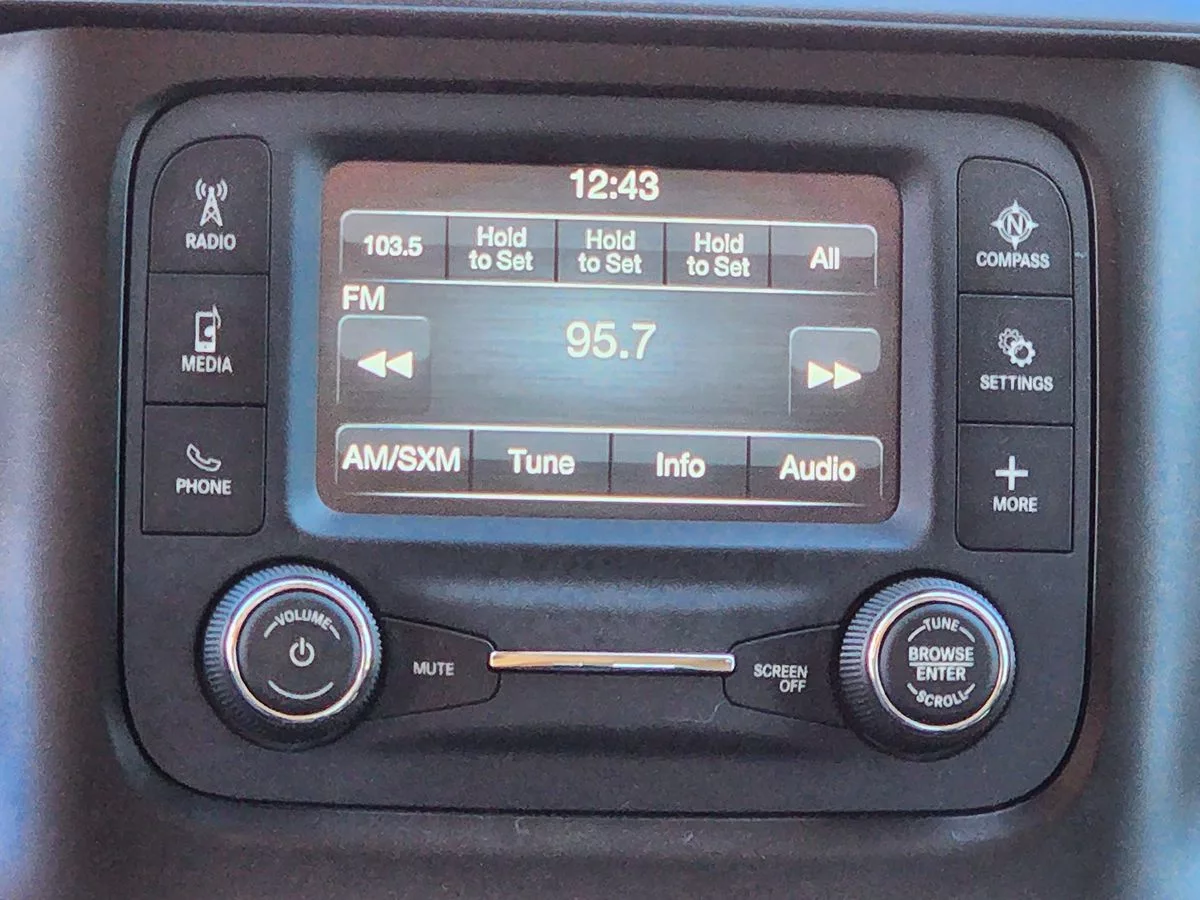 12:43
RADIO
103.5
Hold
to Set
Hold
to Set
Hold
to Set
All
N
COMPASS
FM
95.7
MEDIA
SETTINGS
AM/SXM Tune Info Audio
PHONE
MORE
VOLUME
MUTE
SCREEN
OFF
TUNE
BROWSE
ENTER
SCROLL